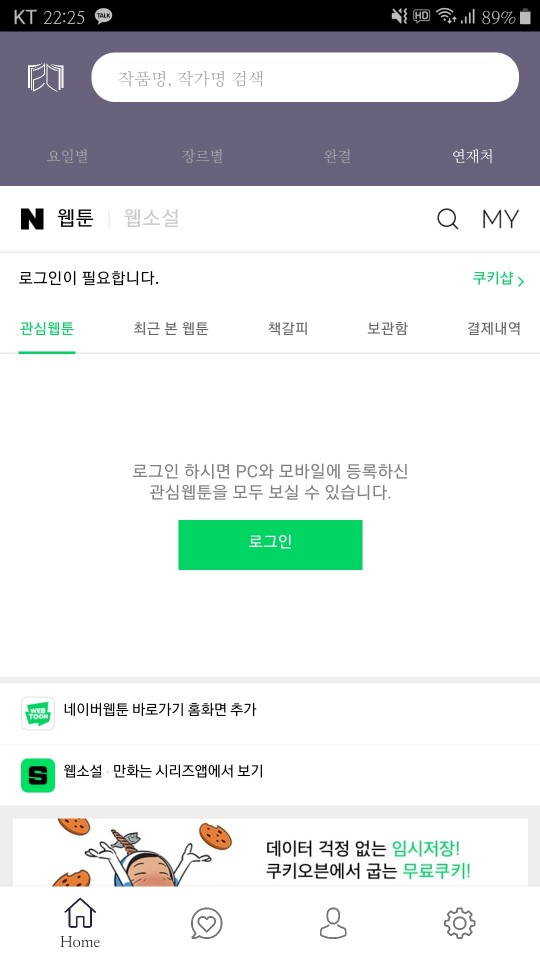 KT 22:25 TALK HD 89%
작품명, 작가명 검색
요일별 장르별 완결 연재처
N 웹툰 웹소설 MY
로그인이 필요합니다. 쿠키샵
관심웹툰 최근 본 웹툰 책갈피 보관함 결제내역
로그인 하시면 PC와 모바일에 등록하신
관심웹툰을 모두 보실 수 있습니다.
로그인
WEB
TOON
네이버웹툰 바로가기 홈화면 추가
S 웹소설 · 만화는 시리즈앱에서 보기
데이터 걱정 없는 임시저장!
쿠키오븐에서 굽는 무료쿠키!
Home